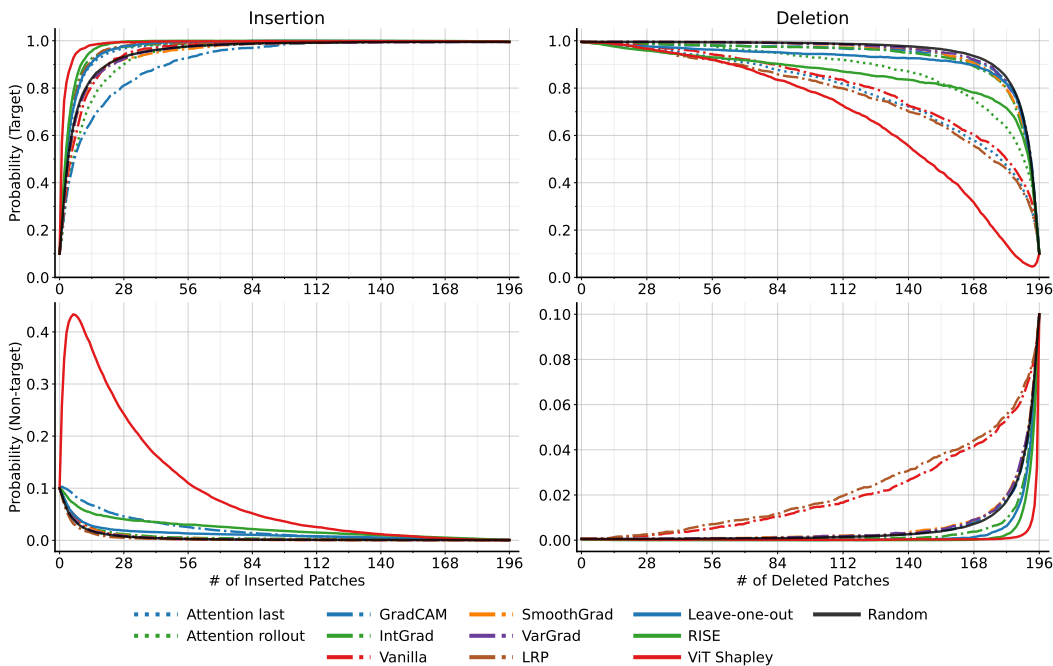 Insertion
Deletion
Probability (Target)
1.0
0.8
0.6
0.4
0.2
0.0
0 28 56 84 112 140 168 196
1.0
0.8
0.6
0.4
0.2
0.0
0 28 56 84 112 140 168 196
Probability (Non-target)
0.4
0.3
0.2
0.1
0.0
0 28 56 84 112 140 168 196
# of Inserted Patches
0.10
0.08
0.06
0.04
0.02
0.00
0 28 56 84 112 140 168 196
# of Deleted Patches
Attention last
Attention rollout
GradCAM
IntGrad
Vanilla
SmoothGrad
VarGrad
LRP
Leave-one-out
RISE
ViT Shapley
Random